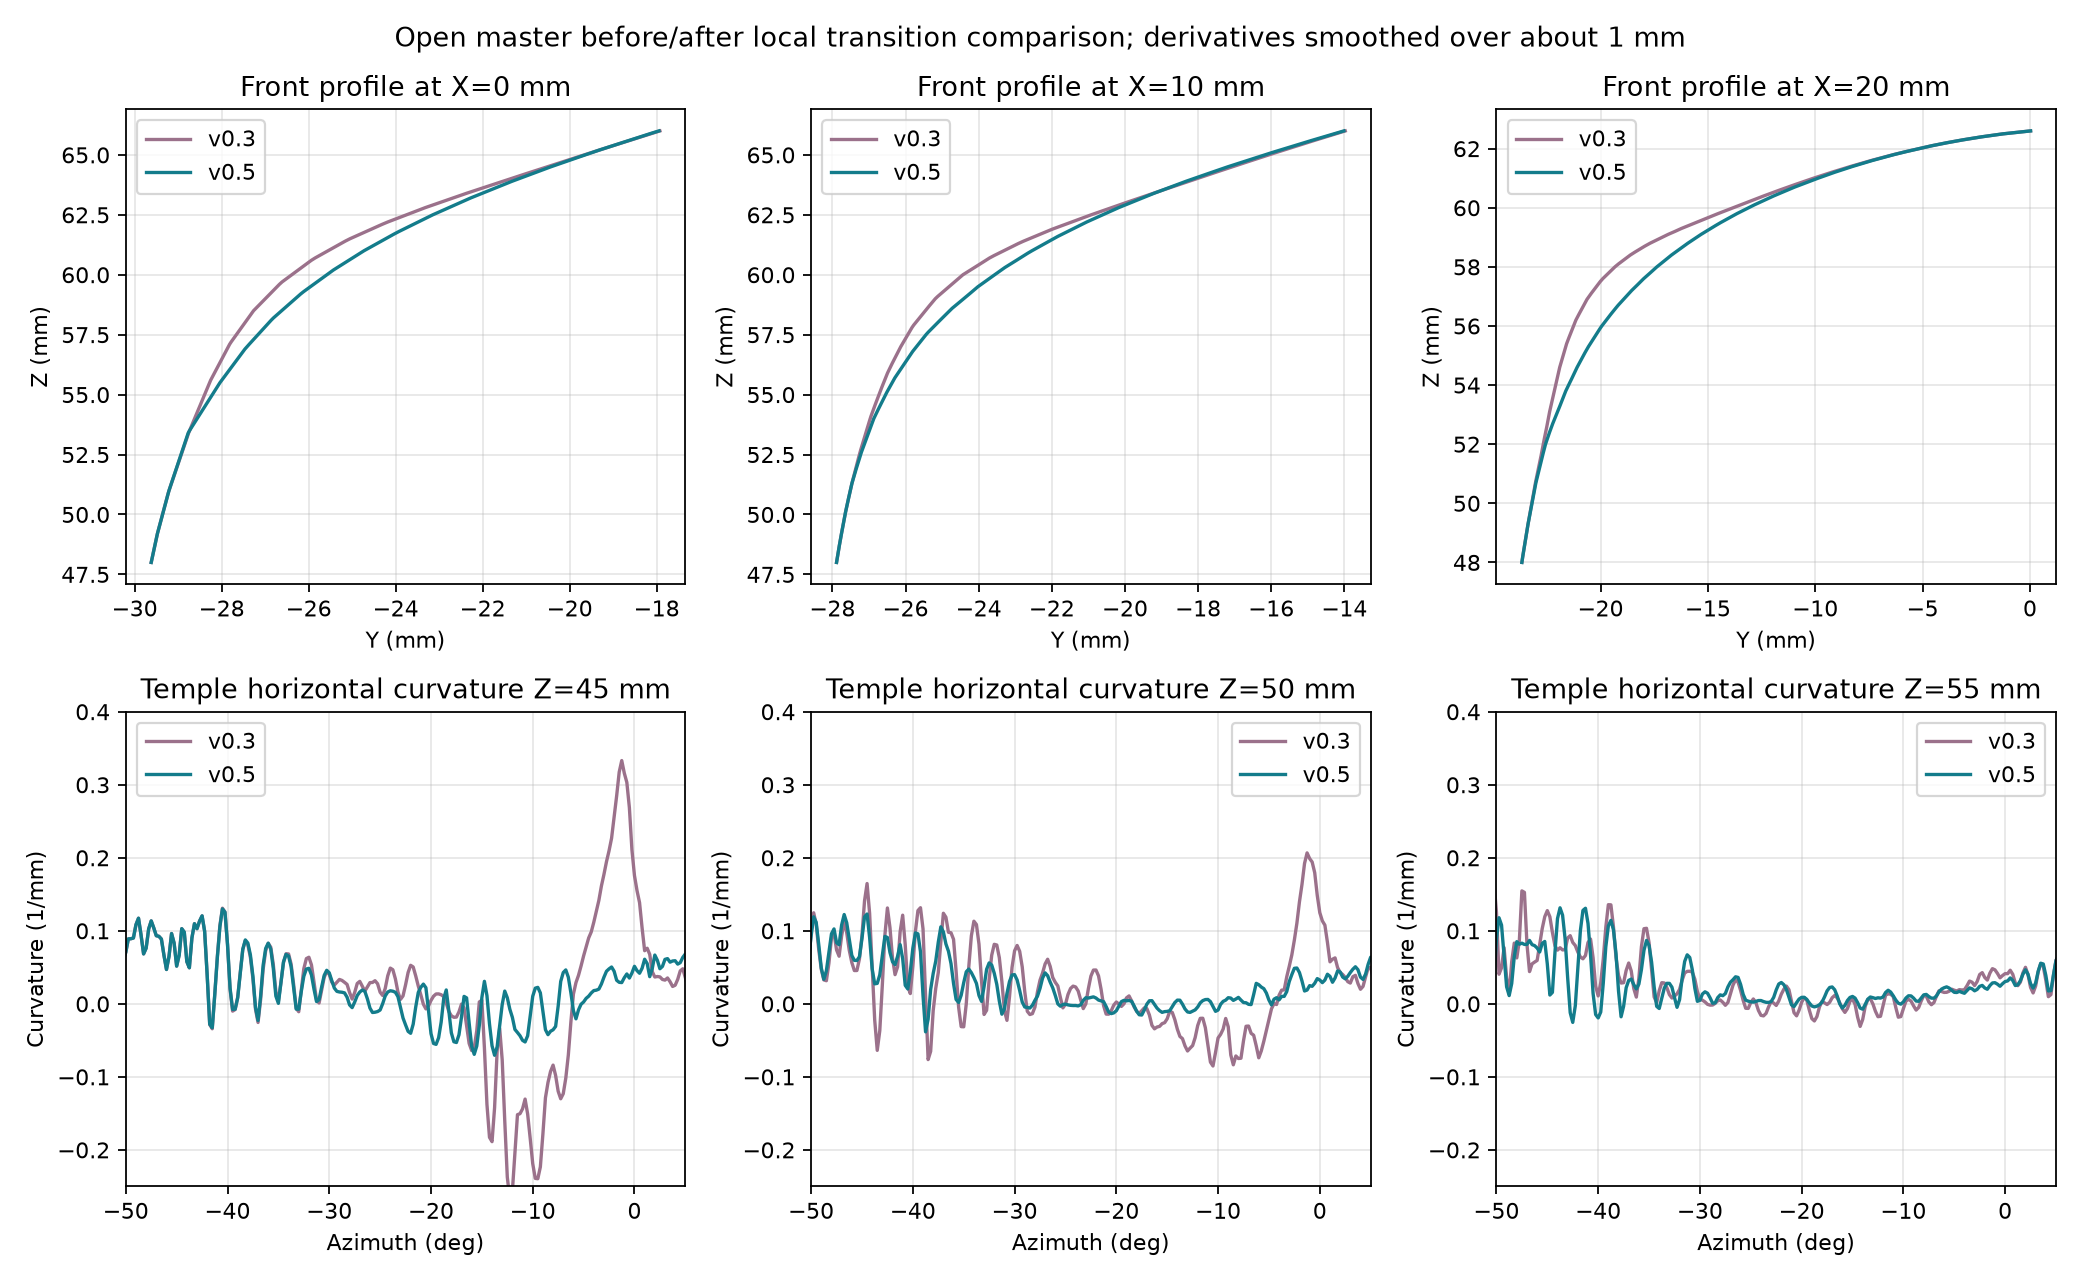 Open master before/after local transition comparison; derivatives smoothed over about 1 mm
Front profile at X=0 mm
v0.3
v0.5
65.0
62.5
60.0
57.5
55.0
52.5
50.0
47.5
Z (mm)
−30
−28
−26
−24
−22
−20
−18
Y (mm)
Front profile at X=10 mm
v0.3
v0.5
65.0
62.5
60.0
57.5
55.0
52.5
50.0
47.5
Z (mm)
−28
−26
−24
−22
−20
−18
−16
−14
Y (mm)
Front profile at X=20 mm
v0.3
v0.5
62
60
58
56
54
52
50
48
Z (mm)
−20
−15
−10
−5
0
Y (mm)
Temple horizontal curvature Z=45 mm
v0.3
v0.5
0.4
0.3
0.2
0.1
0.0
−0.1
−0.2
Curvature (1/mm)
−50
−40
−30
−20
−10
0
Azimuth (deg)
Temple horizontal curvature Z=50 mm
v0.3
v0.5
0.4
0.3
0.2
0.1
0.0
−0.1
−0.2
Curvature (1/mm)
−50
−40
−30
−20
−10
0
Azimuth (deg)
Temple horizontal curvature Z=55 mm
v0.3
v0.5
0.4
0.3
0.2
0.1
0.0
−0.1
−0.2
Curvature (1/mm)
−50
−40
−30
−20
−10
0
Azimuth (deg)